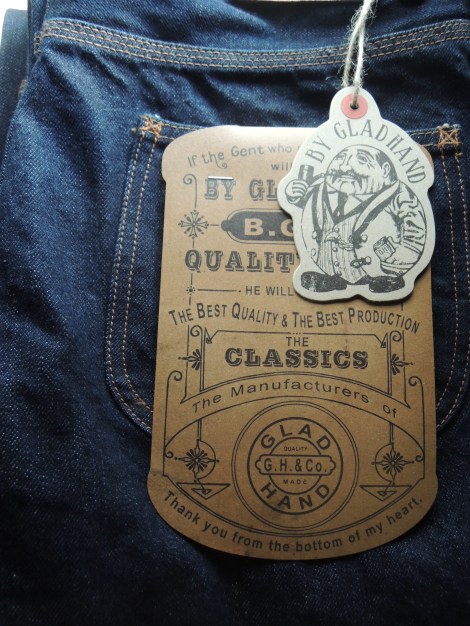 BY GLADHAND
If the Gent who
will
BY GL
B.
QUALIT
HE WILL
THE BEST QUALITY & THE BEST PRODUCTION
THE
CLASSICS
The Manufacturers of
GLAD
QUALITY
G.H.&Co.
MADE
HAND
Thank you from the bottom of my heart.